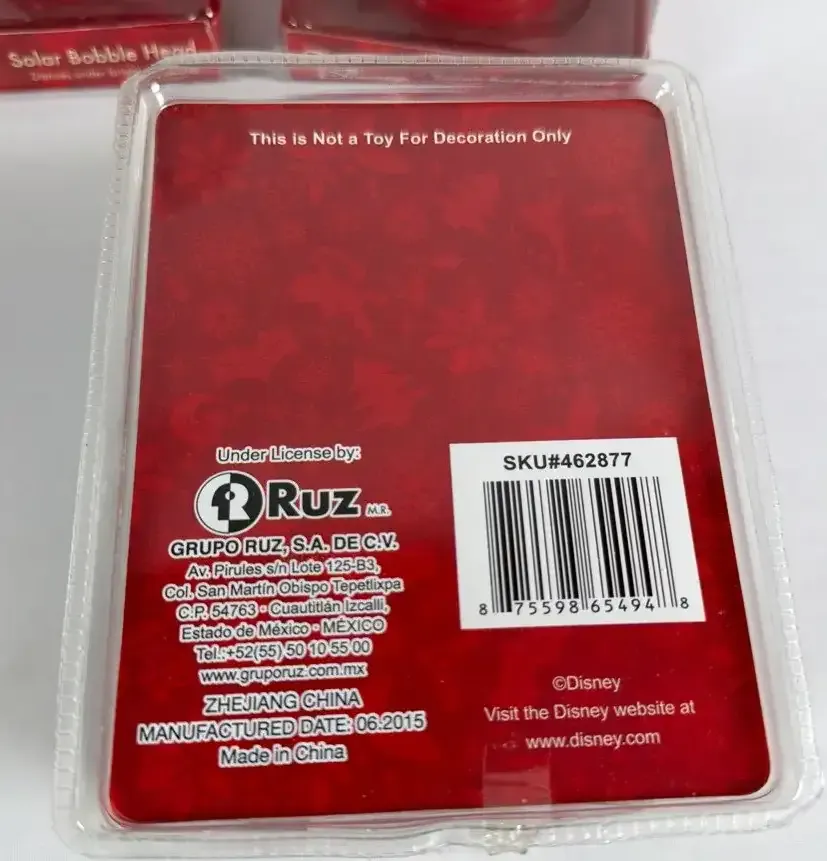 Solar Bobble Head
This is Not a Toy For Decoration Only
Under License by:
RUZ M.R.
GRUPO RUZ, S.A. DE C.V.
Av. Pirules s/n Lote 125-B3,
Col. San Martín Obispo Tepetlixpa
C.P. 54763 · Cuautitlán Izcalli,
Estado de México · MÉXICO
Tel.:+52(55) 50 10 55 00
www.gruporuz.com.mx
ZHEJIANG CHINA
MANUFACTURED DATE: 06.2015
Made in China
SKU#462877
8 75598 65494 8
©Disney
Visit the Disney website at
www.disney.com